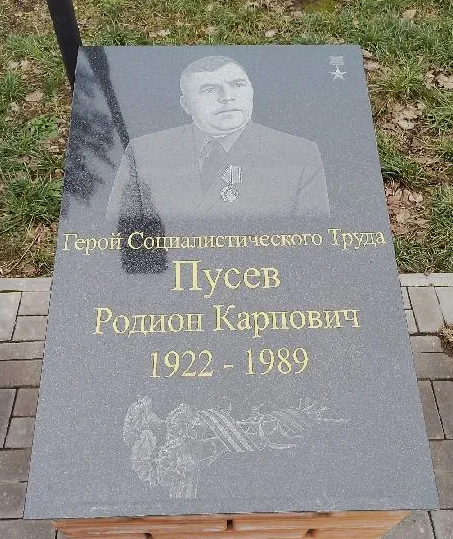 Герой Социалистического Труда
Пусев
Родион Карпович
1922 - 1989